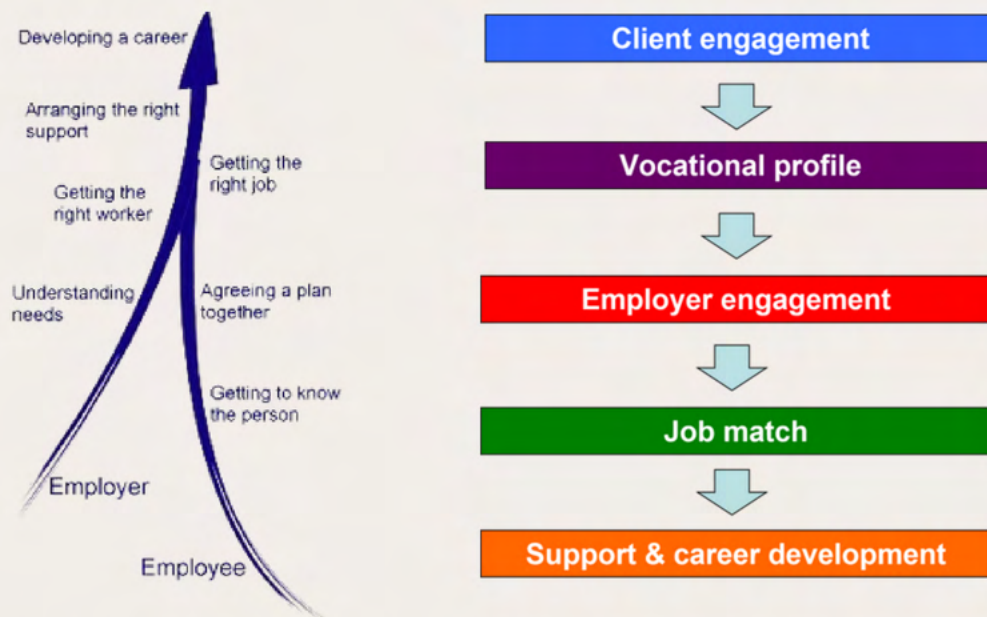 Developing a career
Arranging the right
support
Getting the
right job
Getting the
right worker
Understanding
needs
Agreeing a plan
together
Getting to know
the person
Employer
Employee
Client engagement
Vocational profile
Employer engagement
Job match
Support & career development